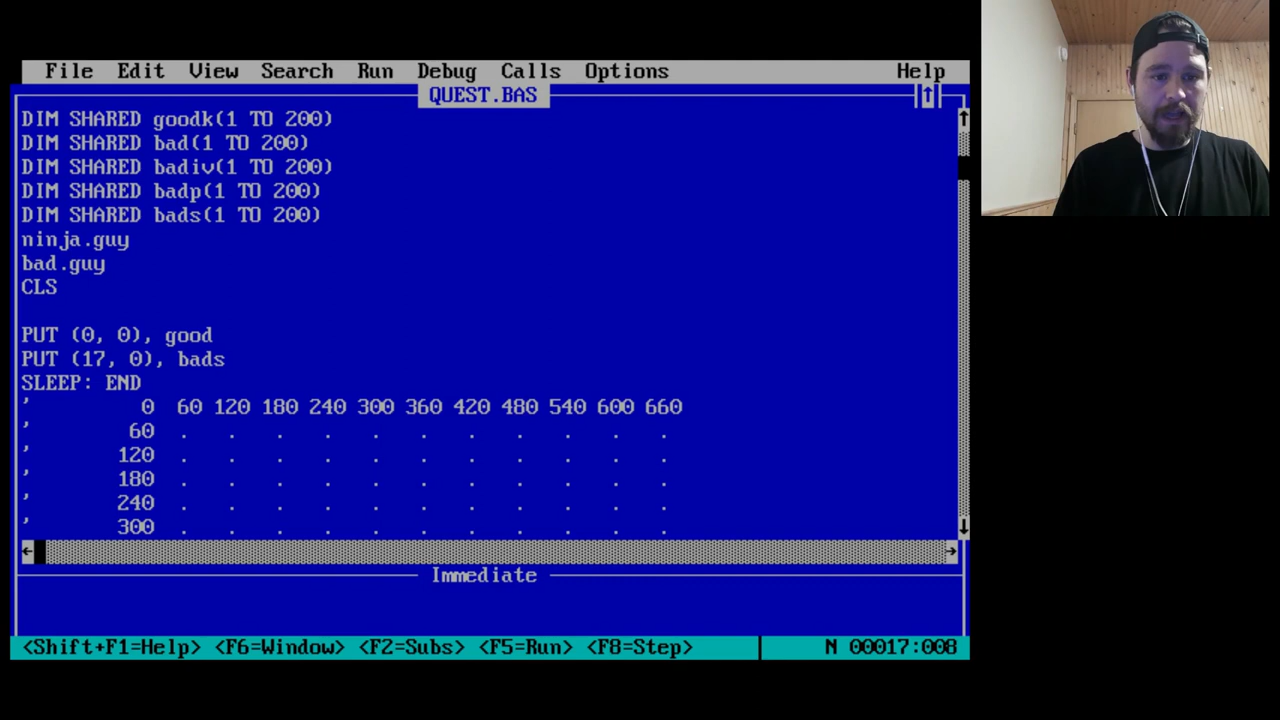 File Edit View Search Run Debug Calls Options Help
QUEST.BAS
DIM SHARED goodk(1 TO 200)
DIM SHARED bad(1 TO 200)
DIM SHARED badiv(1 TO 200)
DIM SHARED badp(1 TO 200)
DIM SHARED bads(1 TO 200)
ninja.guy
bad.guy
CLS
PUT (0, 0), good
PUT (17, 0), bads
SLEEP: END
' 0 60 120 180 240 300 360 420 480 540 600 660
' 60 . . . . . . . . . . .
' 120 . . . . . . . . . . .
' 180 . . . . . . . . . . .
' 240 . . . . . . . . . . .
' 300 . . . . . . . . . . .
Immediate
<Shift+F1=Help> <F6=Window> <F2=Subs> <F5=Run> <F8=Step> N 00017:008